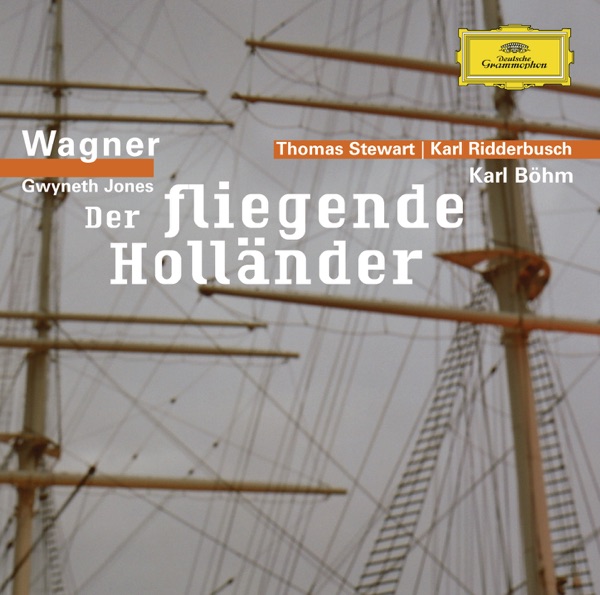 Deutsche
Grammophon
Wagner
Thomas Stewart | Karl Ridderbusch
Gwyneth Jones
Karl Böhm
Der fliegende
Holländer